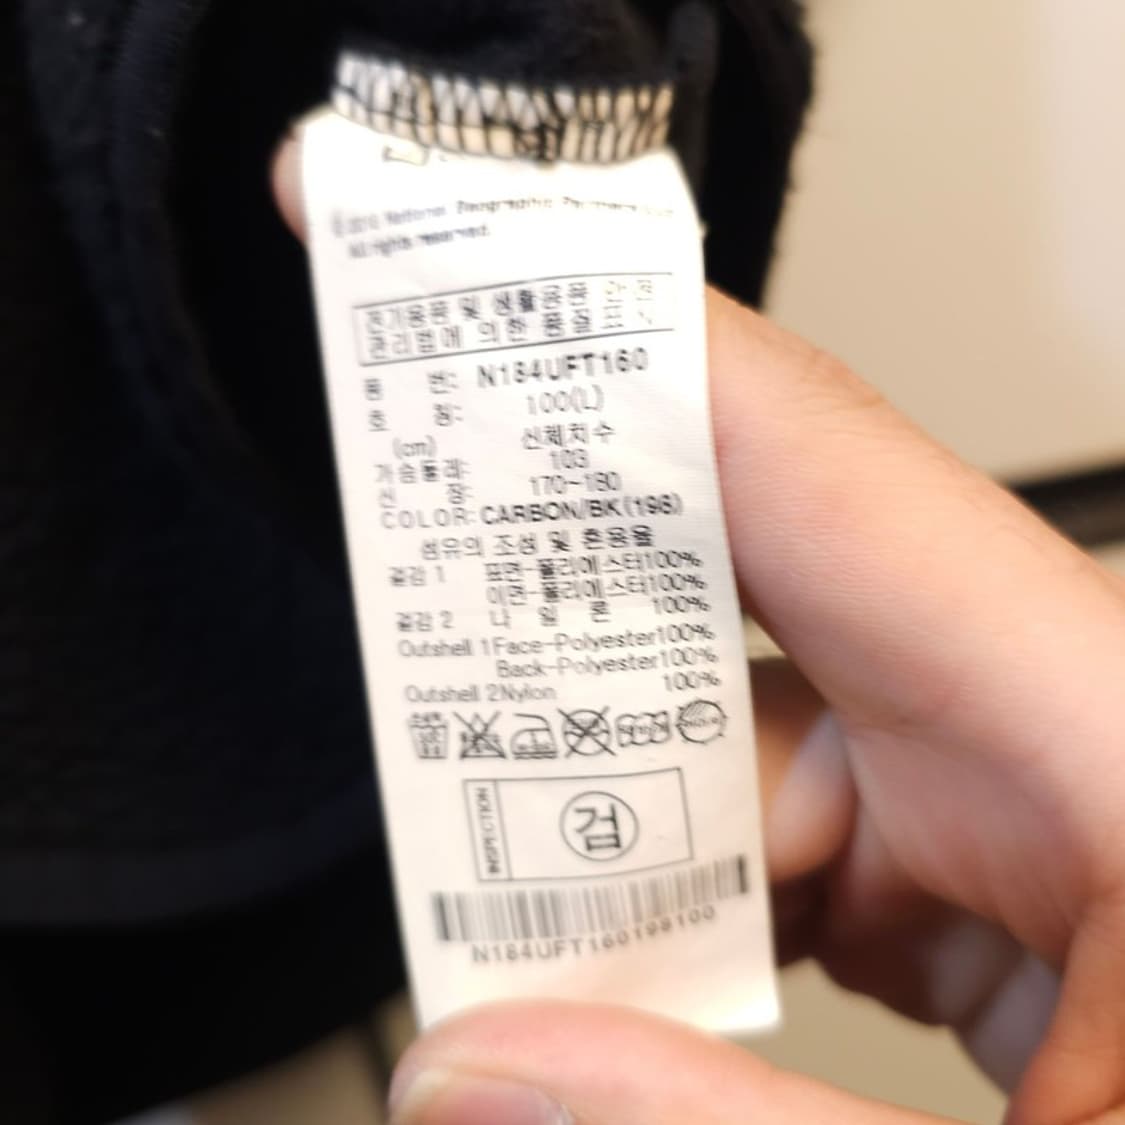 National Geographic Partners
All rights reserved.
전기용품 및 생활용품 안전
관리법에 의한 품질표시
품 번: N184UFT160
호 칭: 100(L)
(cm) 신체치수
가슴둘레: 103
신 장: 170~180
COLOR: CARBON/BK(198)
섬유의 조성 및 혼용율
겉감 1 표면-폴리에스터100%
이면-폴리에스터100%
겉감 2 나 일 론 100%
Outshell 1Face-Polyester100%
Back-Polyester100%
Outshell 2Nylon 100%
INSPECTION
검
N184UFT160198100